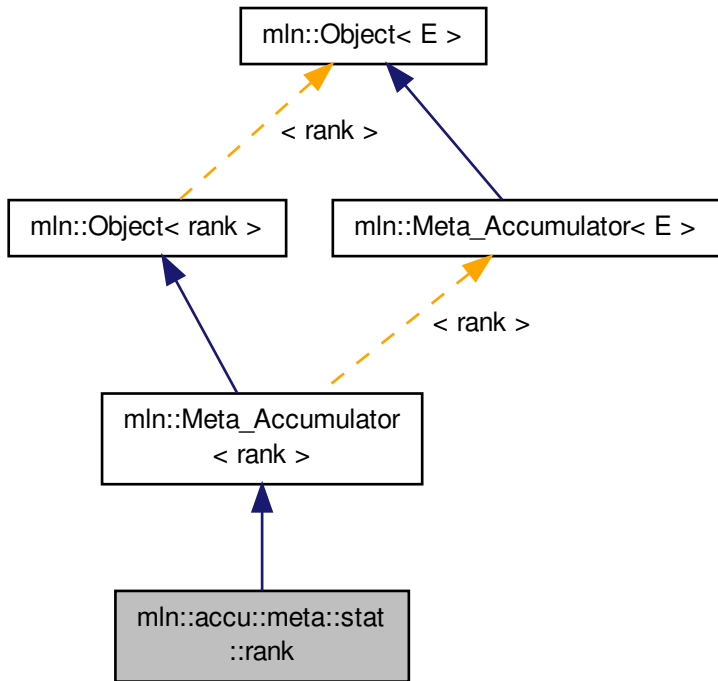 mln::Object< E >
< rank >
mln::Object< rank >
mln::Meta_Accumulator< E >
< rank >
mln::Meta_Accumulator
< rank >
mln::accu::meta::stat
::rank